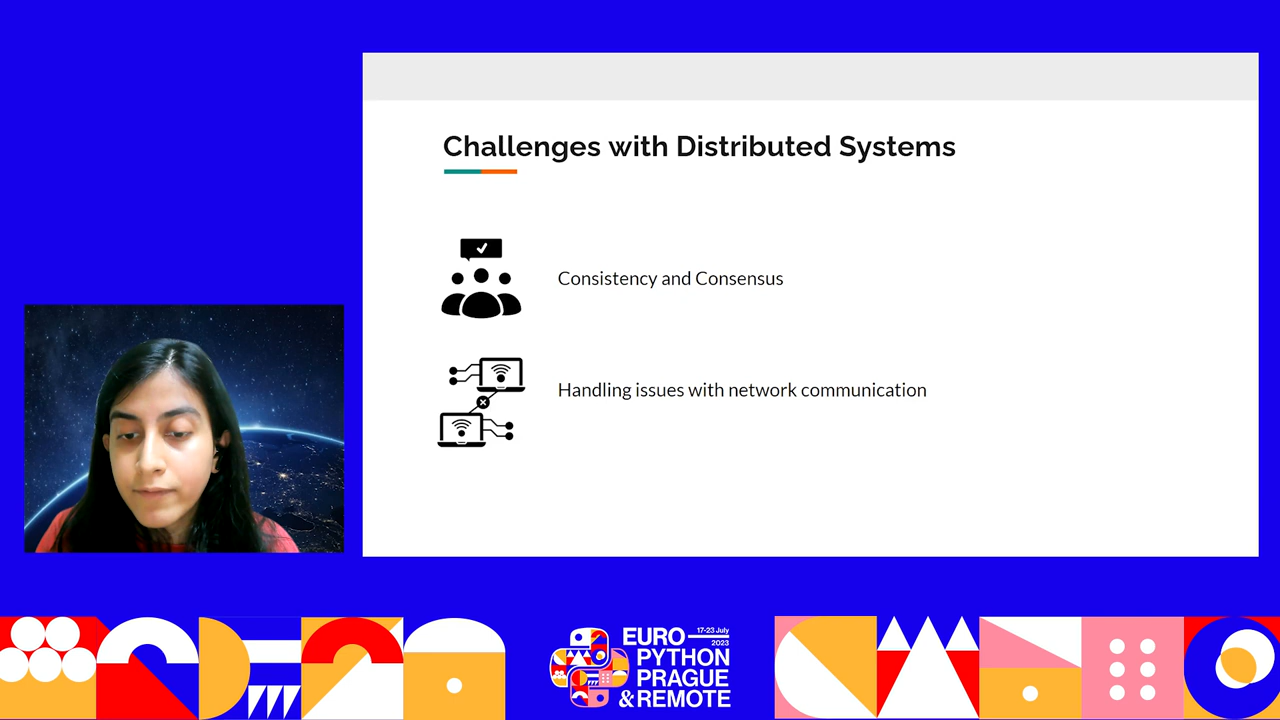 Challenges with Distributed Systems
Consistency and Consensus
Handling issues with network communication
EURO
17-23 July
2023
PYTHON
PRAGUE
& REMOTE